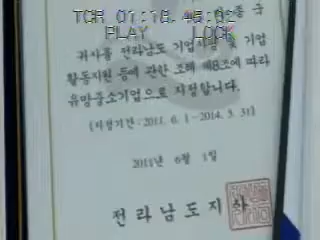 TCR 01:18:45:02
PLAY LOCK
귀사를 전라남도 기업사랑 및 기업
활동지원 등에 관한 조례 제8조에 따라
유망중소기업으로 지정합니다.
(지정기간:2011. 6. 1~2014. 5. 31)
2011년 6월 1일
전라남도지사